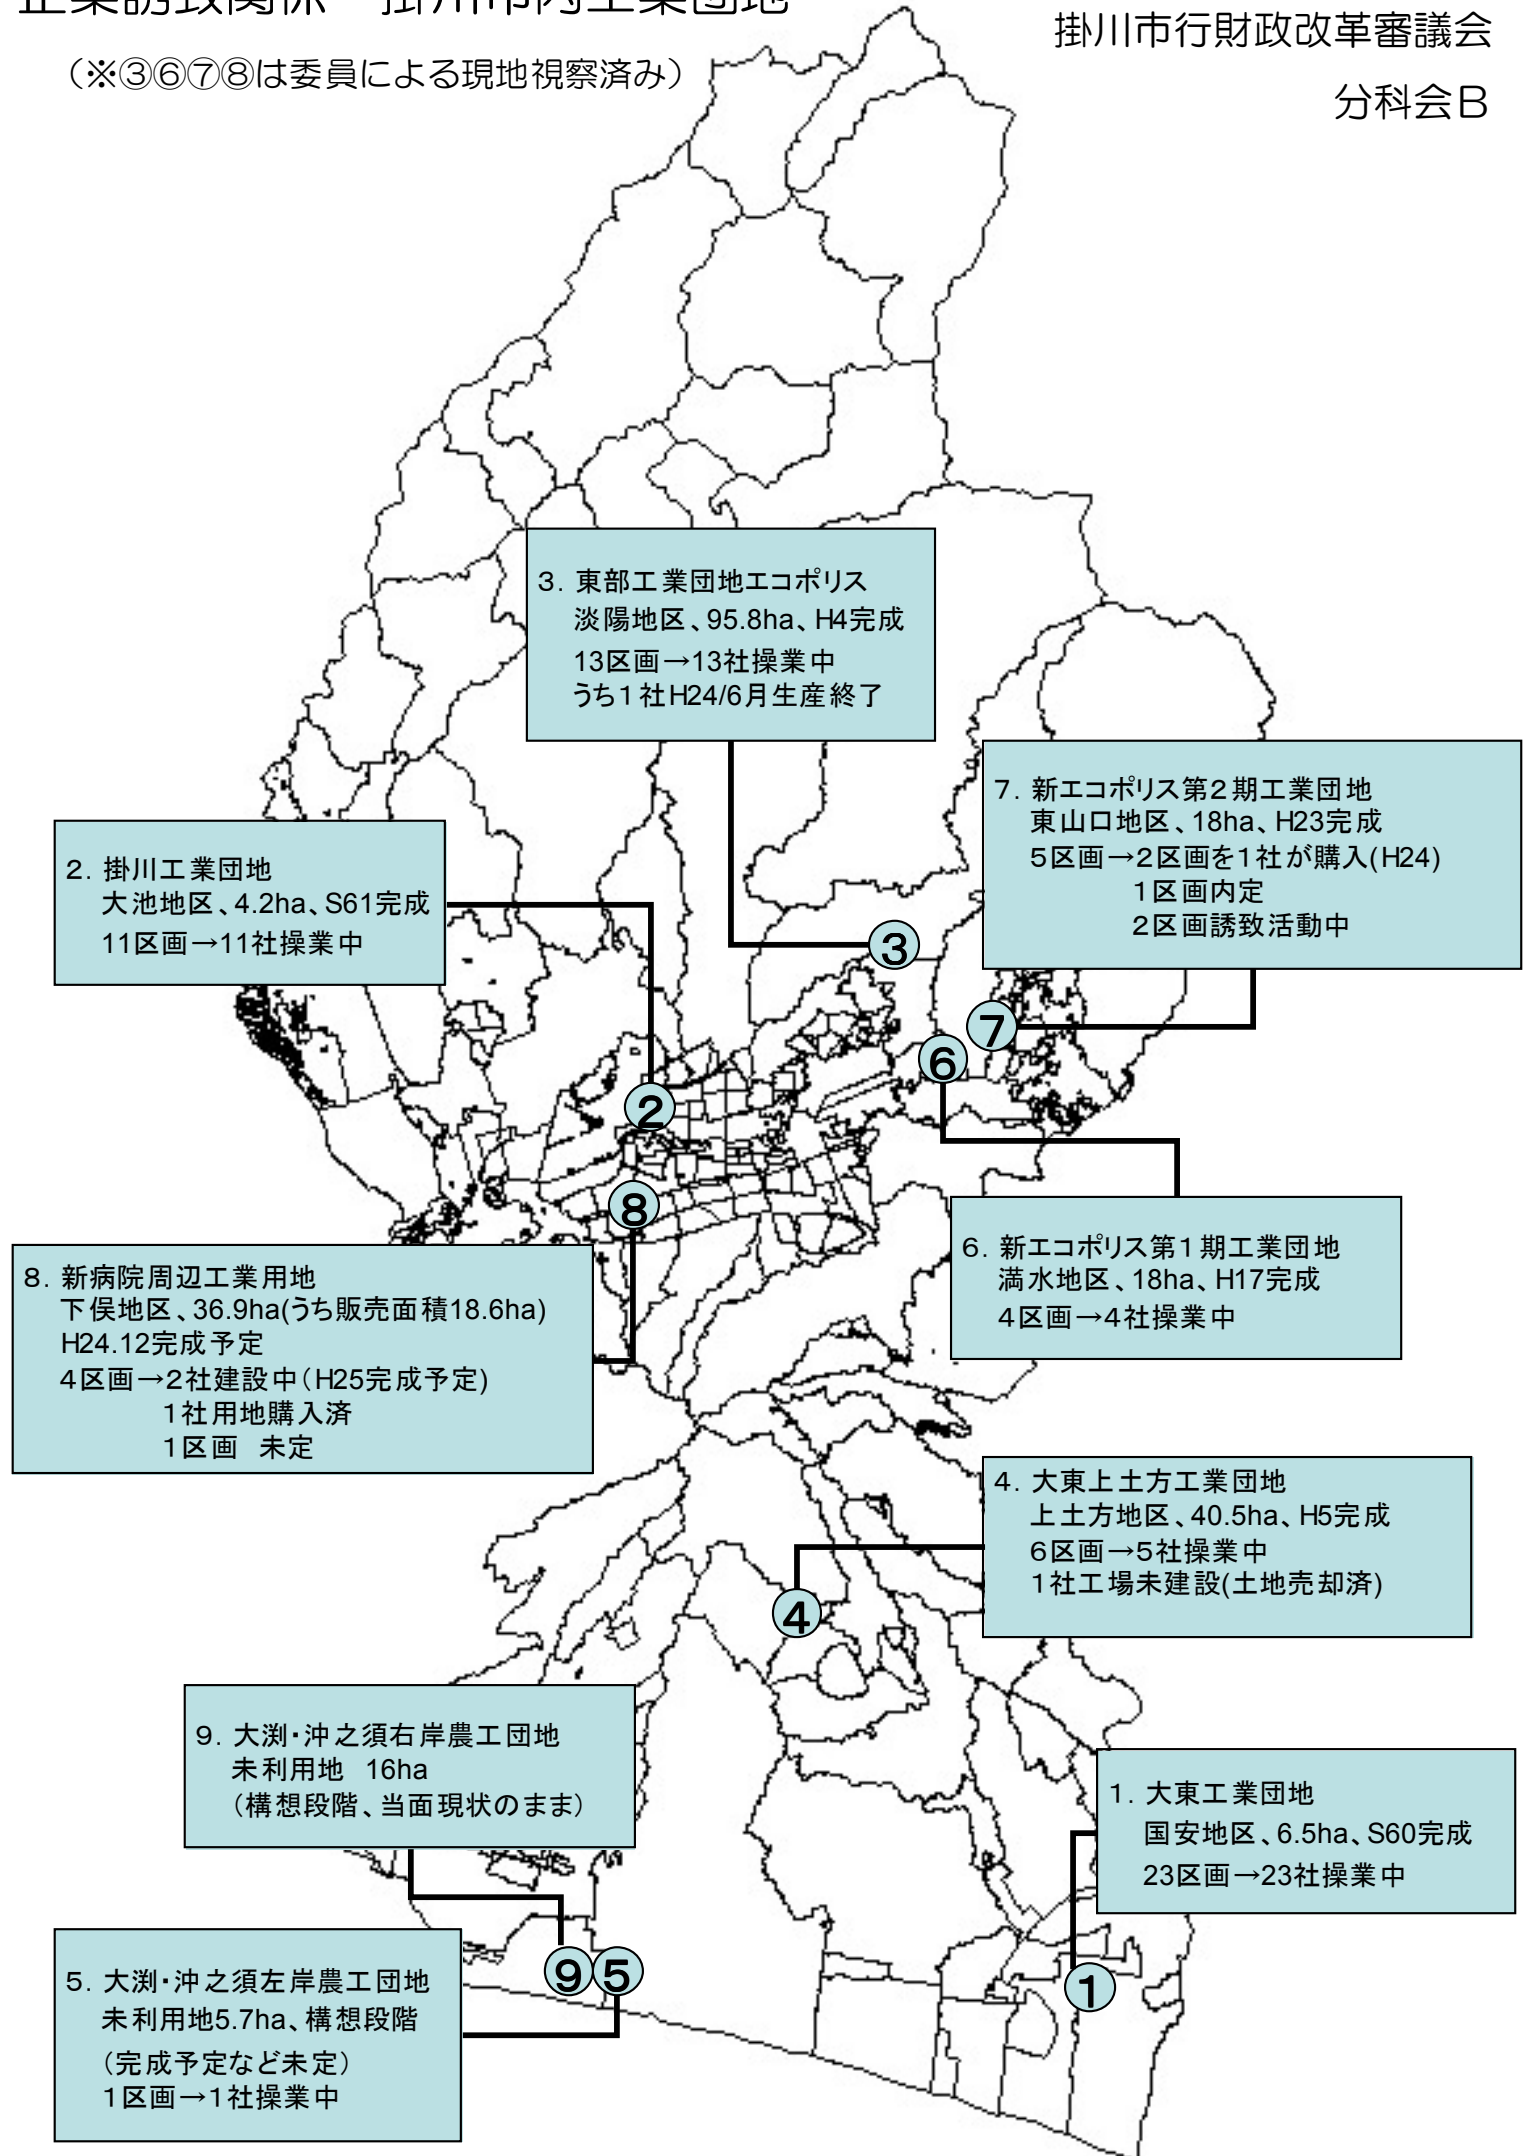 企業誘致関係 掛川市内工業団地
(※③⑥⑦⑧は委員による現地視察済み)
掛川市行財政改革審議会
分科会B
3. 東部工業団地エコポリス
淡陽地区、95.8ha、H4完成
13区画→13社操業中
うち1社H24/6月生産終了
7. 新エコポリス第2期工業団地
東山口地区、18ha、H23完成
5区画→2区画を1社が購入(H24)
1区画内定
2区画誘致活動中
2. 掛川工業団地
大池地区、4.2ha、S61完成
11区画→11社操業中
③
⑦
⑥
②
⑧
6. 新エコポリス第1期工業団地
満水地区、18ha、H17完成
4区画→4社操業中
8. 新病院周辺工業用地
下俣地区、36.9ha(うち販売面積18.6ha)
H24.12完成予定
4区画→2社建設中(H25完成予定)
1社用地購入済
1区画 未定
4. 大東上土方工業団地
上土方地区、40.5ha、H5完成
6区画→5社操業中
1社工場未建設(土地売却済)
④
9. 大渕・沖之須右岸農工団地
未利用地 16ha
(構想段階、当面現状のまま)
1. 大東工業団地
国安地区、6.5ha、S60完成
23区画→23社操業中
5. 大渕・沖之須左岸農工団地
未利用地5.7ha、構想段階
(完成予定など未定)
1区画→1社操業中
⑨
⑤
①